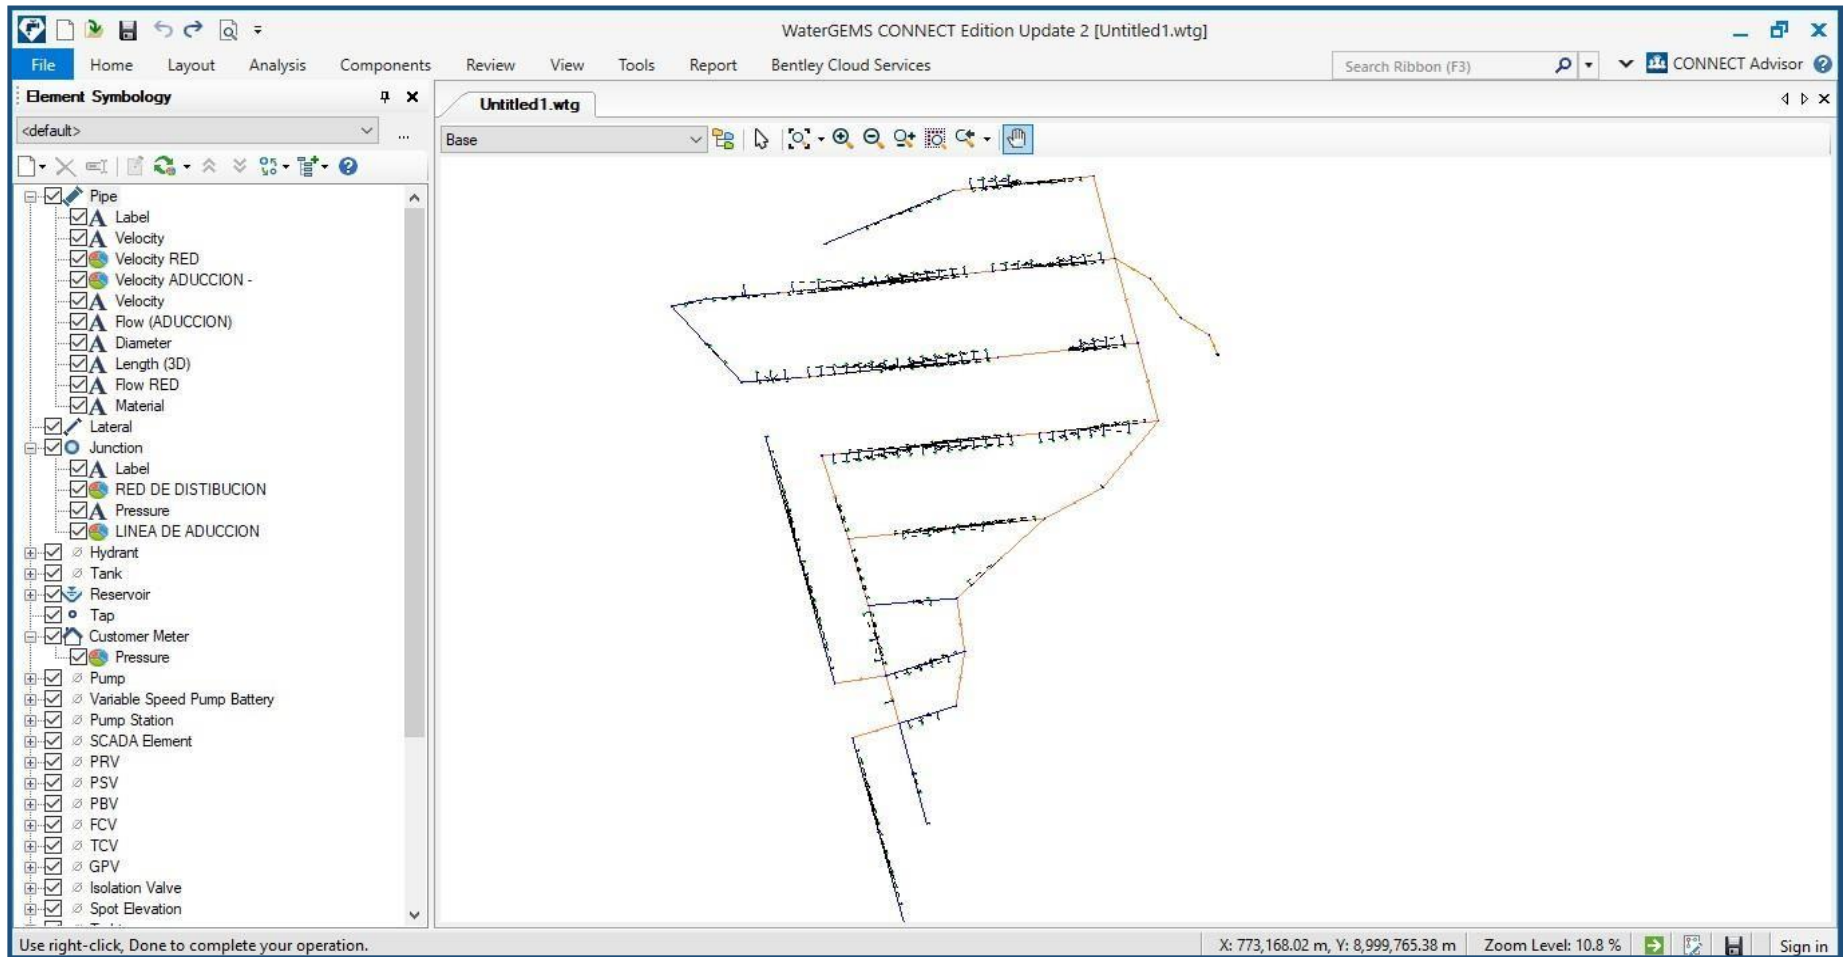 WaterGEMS CONNECT Edition Update 2 [Untitled1.wtg]
File Home Layout Analysis Components Review View Tools Report Bentley Cloud Services Search Ribbon (F3) CONNECT Advisor
Element Symbology
Untitled1.wtg
<default>
...
Base
Pipe
Label
Velocity
Velocity RED
Velocity ADUCCION -
Velocity
Flow (ADUCCION)
Diameter
Length (3D)
Flow RED
Material
Lateral
Junction
Label
RED DE DISTIBUCION
Pressure
LINEA DE ADUCCION
Hydrant
Tank
Reservoir
Tap
Customer Meter
Pressure
Pump
Variable Speed Pump Battery
Pump Station
SCADA Element
PRV
PSV
PBV
FCV
TCV
GPV
Isolation Valve
Spot Elevation
Use right-click, Done to complete your operation.
X: 773,168.02 m, Y: 8,999,765.38 m Zoom Level: 10.8 % Sign in